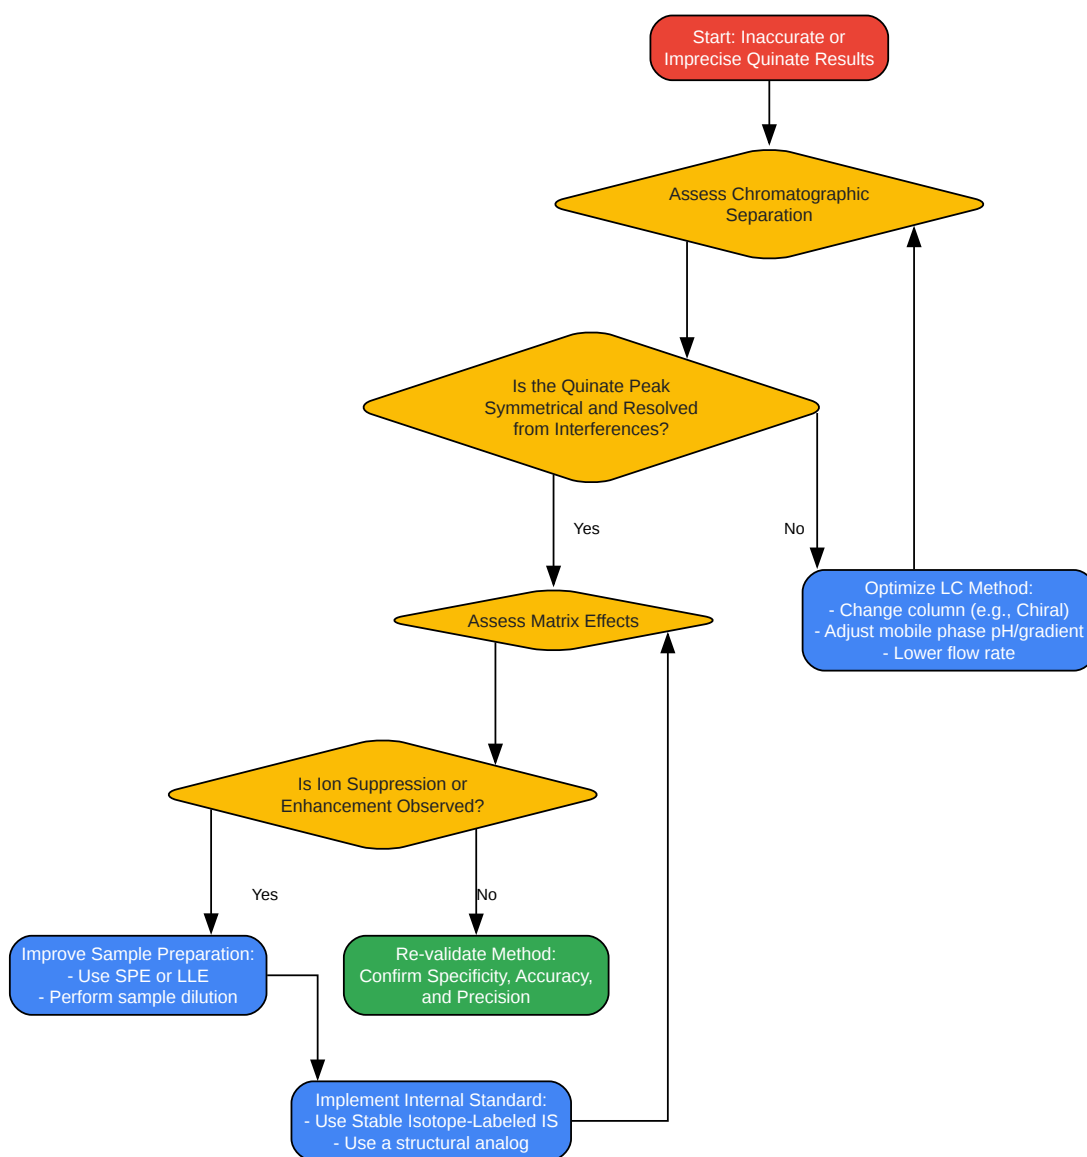 Start: Inaccurate or
Imprecise Quinate Results
Assess Chromatographic
Separation
Is the Quinate Peak
Symmetrical and Resolved
from Interferences?
Yes
No
Optimize LC Method:
- Change column (e.g., Chiral)
- Adjust mobile phase pH/gradient
- Lower flow rate
Assess Matrix Effects
Is Ion Suppression or
Enhancement Observed?
Yes
No
Improve Sample Preparation:
- Use SPE or LLE
- Perform sample dilution
Re-validate Method:
Confirm Specificity, Accuracy,
and Precision
Implement Internal Standard:
- Use Stable Isotope-Labeled IS
- Use a structural analog